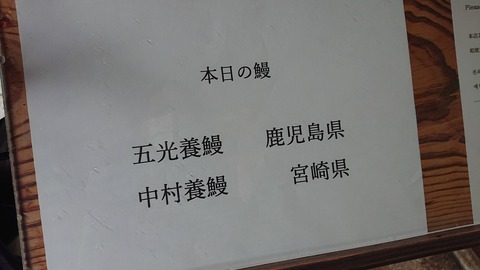 本日の鰻
五光養鰻 鹿児島県
中村養鰻 宮崎県